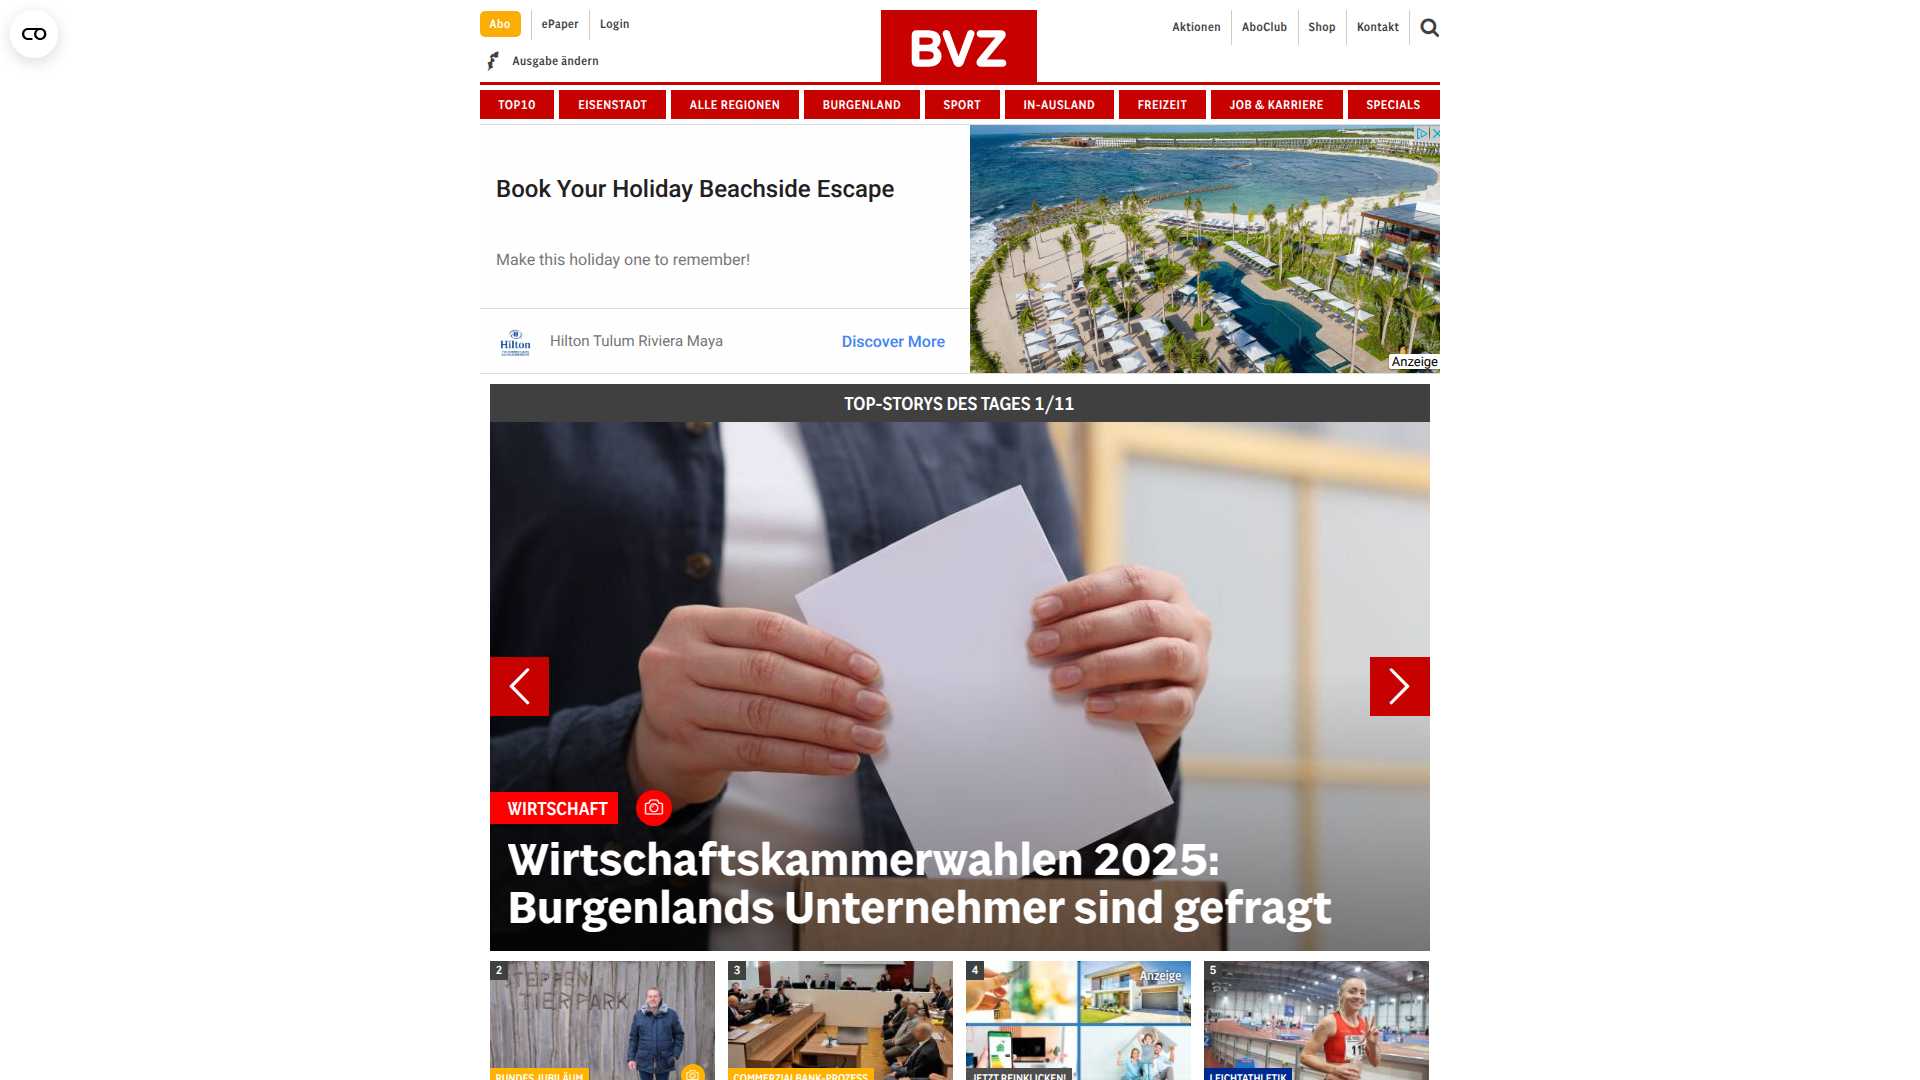 Abo
ePaper
Login
Ausgabe ändern
BVZ
Aktionen
AboClub
Shop
Kontakt
TOP10
EISENSTADT
ALLE REGIONEN
BURGENLAND
SPORT
IN-AUSLAND
FREIZEIT
JOB & KARRIERE
SPECIALS
Book Your Holiday Beachside Escape
Make this holiday one to remember!
Hilton
Hilton Tulum Riviera Maya
Discover More
Anzeige
TOP-STORYS DES TAGES 1/11
WIRTSCHAFT
Wirtschaftskammerwahlen 2025:
Burgenlands Unternehmer sind gefragt
2
STEPPEN
TIERPARK
RUNDES JUBILÄUM
3
COMMERZIALBANK-PROZESS
4
Anzeige
JETZT REINKLICKEN!
5
11
LEICHTATHLETIK